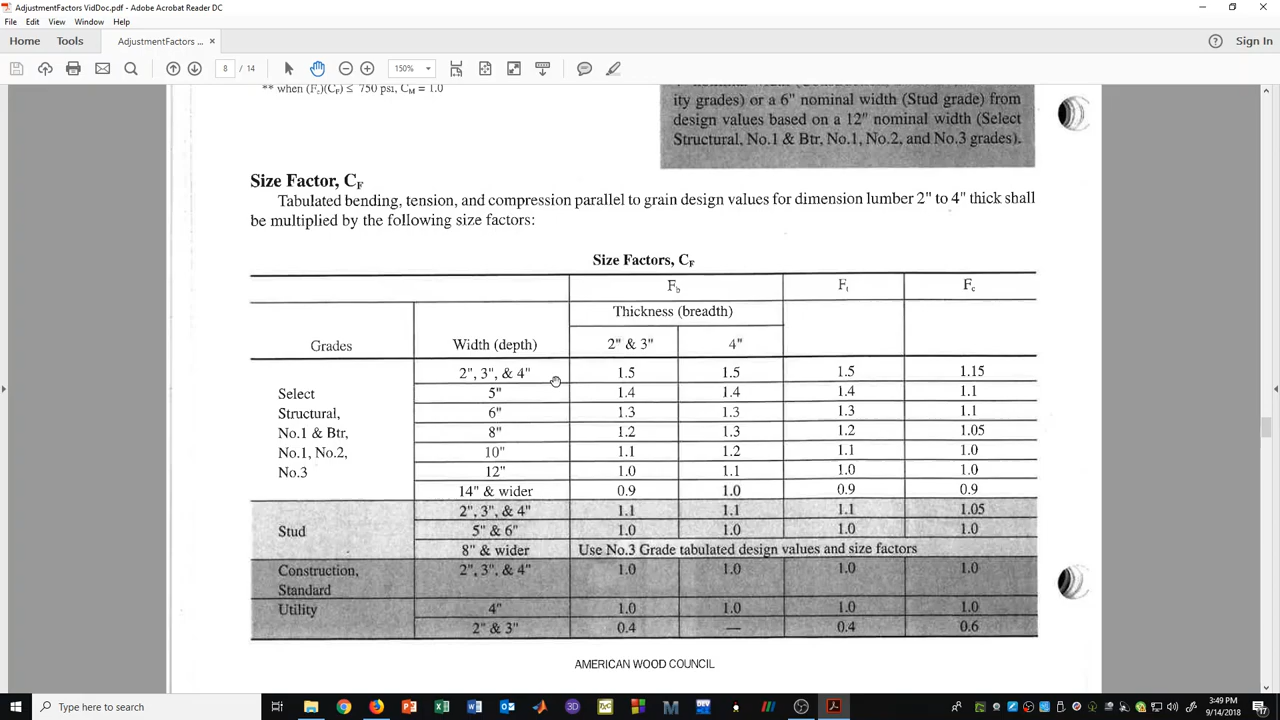 AdjustmentFactors VidDoc.pdf - Adobe Acrobat Reader DC
File Edit View Window Help
Home Tools AdjustmentFactors ... × Sign In
8 / 14 150%
** when (Fc)(CF) ≤ 750 psi, CM = 1.0
ity grades) or a 6" nominal width (Stud grade) from
design values based on a 12" nominal width (Select
Structural, No.1 & Btr, No.1, No.2, and No.3 grades).
Size Factor, CF
Tabulated bending, tension, and compression parallel to grain design values for dimension lumber 2" to 4" thick shall
be multiplied by the following size factors:
Size Factors, CF
Fb Ft Fc
Thickness (breadth)
Grades Width (depth) 2" & 3" 4"
2", 3", & 4" 1.5 1.5 1.5 1.15
Select 5" 1.4 1.4 1.4 1.1
Structural, 6" 1.3 1.3 1.3 1.1
No.1 & Btr, 8" 1.2 1.3 1.2 1.05
No.1, No.2, 10" 1.1 1.2 1.1 1.0
No.3 12" 1.0 1.1 1.0 1.0
14" & wider 0.9 1.0 0.9 0.9
2", 3", & 4" 1.1 1.1 1.1 1.05
Stud 5" & 6" 1.0 1.0 1.0 1.0
8" & wider Use No.3 Grade tabulated design values and size factors
Construction, 2", 3", & 4" 1.0 1.0 1.0 1.0
Standard
Utility 4" 1.0 1.0 1.0 1.0
2" & 3" 0.4 — 0.4 0.6
AMERICAN WOOD COUNCIL
Type here to search
3:49 PM
9/14/2018